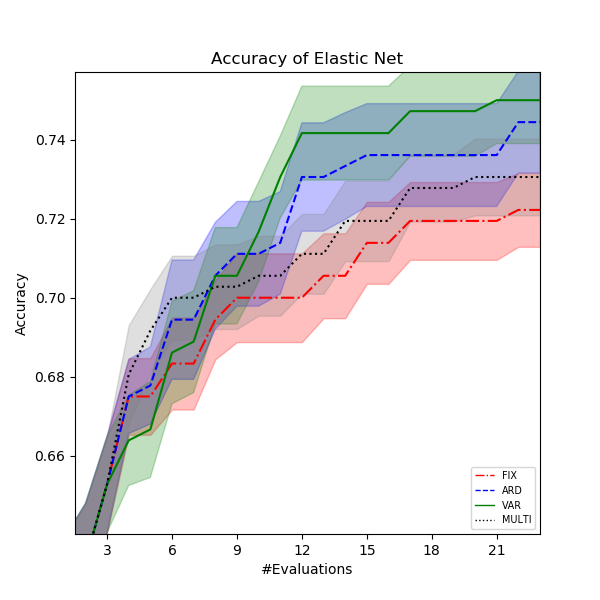 Accuracy of Elastic Net
Accuracy
0.74
0.72
0.70
0.68
0.66
3 6 9 12 15 18 21
#Evaluations
FIX
ARD
VAR
MULTI